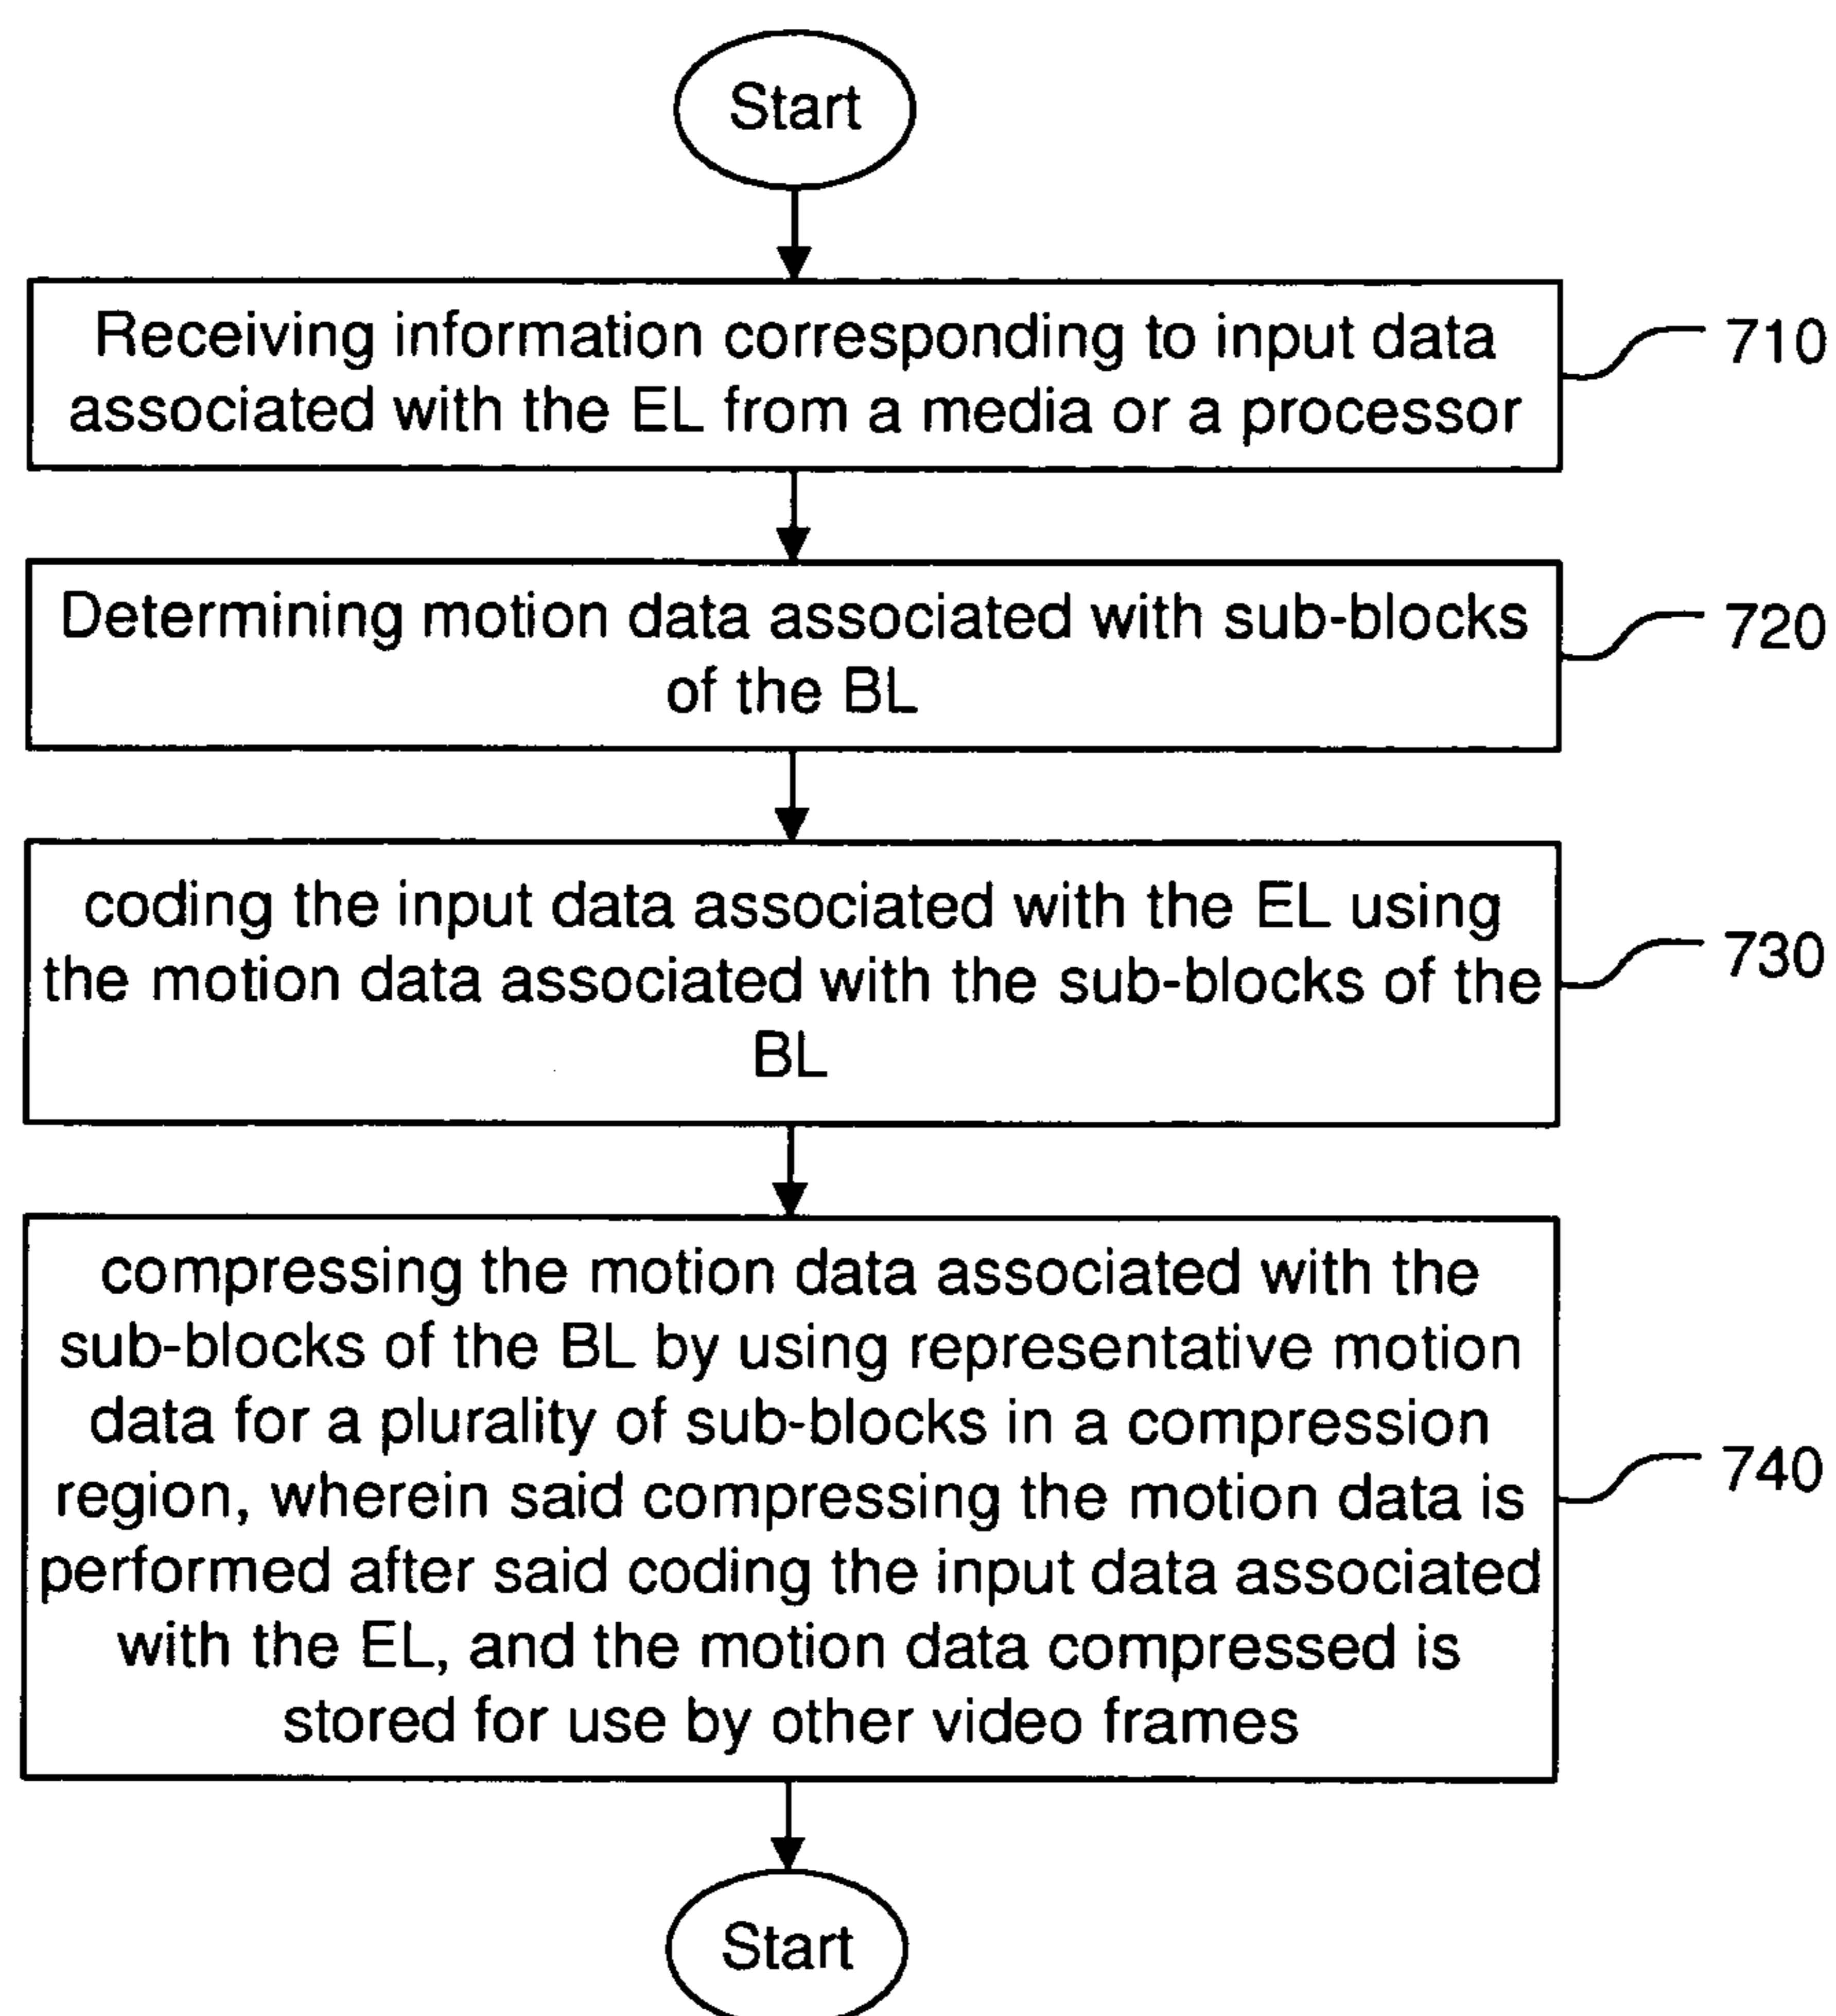 Start
Receiving information corresponding to input data
associated with the EL from a media or a processor
710
Determining motion data associated with sub-blocks
of the BL
720
coding the input data associated with the EL using
the motion data associated with the sub-blocks of the
BL
730
compressing the motion data associated with the
sub-blocks of the BL by using representative motion
data for a plurality of sub-blocks in a compression
region, wherein said compressing the motion data is
performed after said coding the input data associated
with the EL, and the motion data compressed is
stored for use by other video frames
740
Start